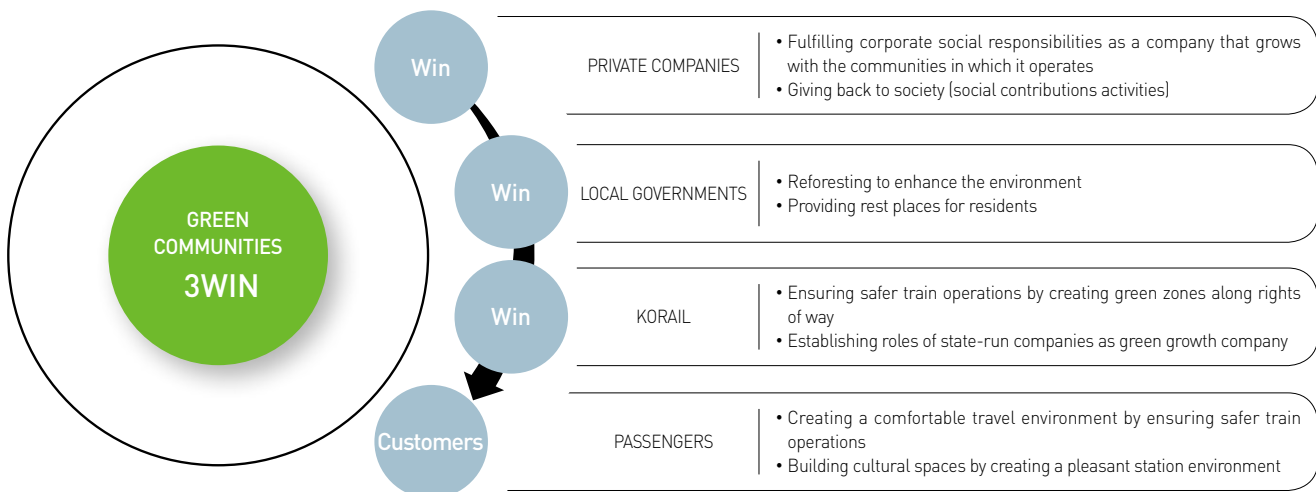 GREEN
COMMUNITIES
3WIN
Win
PRIVATE COMPANIES
• Fulfilling corporate social responsibilities as a company that grows
with the communities in which it operates
• Giving back to society (social contributions activities)
Win
LOCAL GOVERNMENTS
• Reforesting to enhance the environment
• Providing rest places for residents
Win
KORAIL
• Ensuring safer train operations by creating green zones along rights
of way
• Establishing roles of state-run companies as green growth company
Customers
PASSENGERS
• Creating a comfortable travel environment by ensuring safer train
operations
• Building cultural spaces by creating a pleasant station environment